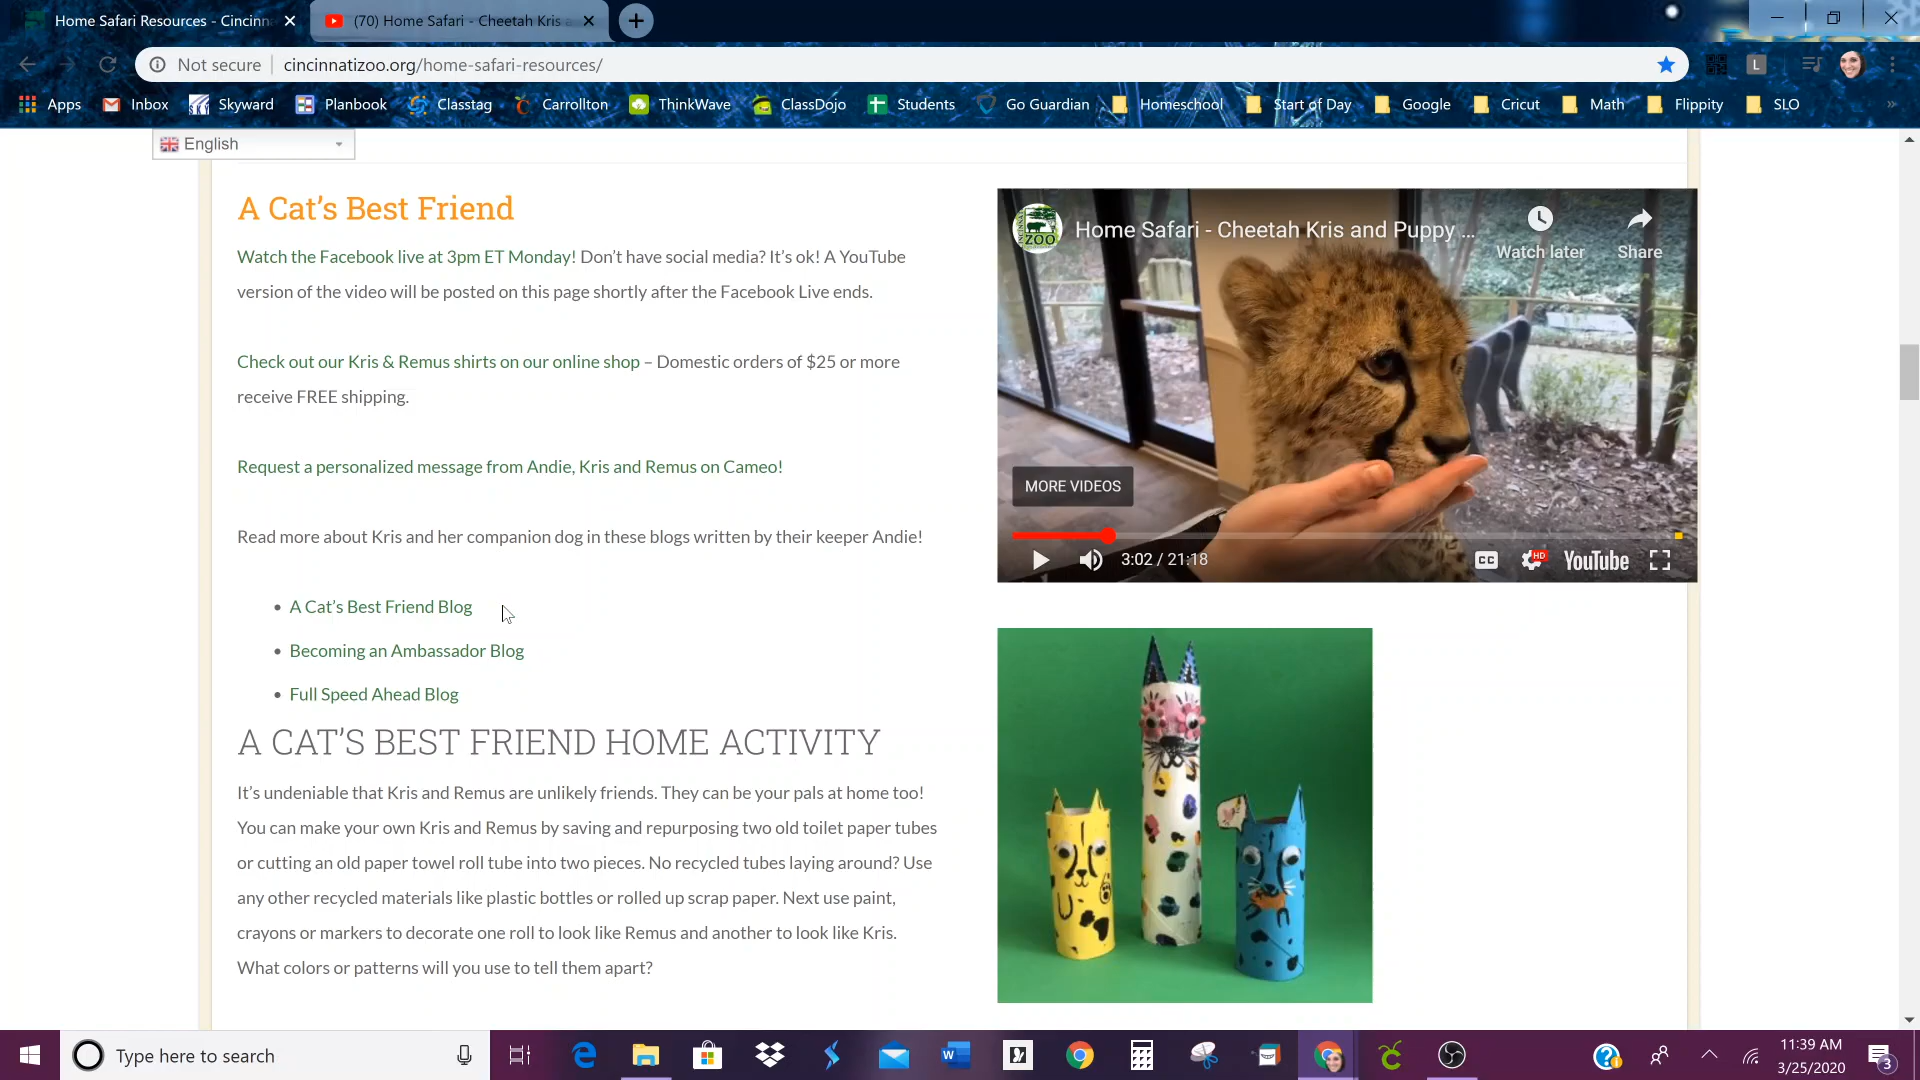 Home Safari Resources - Cincinn
(70) Home Safari - Cheetah Kris a
Not secure
cincinnatizoo.org/home-safari-resources/
L
Apps
Inbox
Skyward
Planbook
Classtag
Carrollton
ThinkWave
ClassDojo
Students
Go Guardian
Homeschool
Start of Day
Google
Cricut
Math
Flippity
SLO
English
A Cat's Best Friend
Watch the Facebook live at 3pm ET Monday! Don't have social media? It's ok! A YouTube
version of the video will be posted on this page shortly after the Facebook Live ends.
Check out our Kris & Remus shirts on our online shop – Domestic orders of $25 or more
receive FREE shipping.
Request a personalized message from Andie, Kris and Remus on Cameo!
Read more about Kris and her companion dog in these blogs written by their keeper Andie!
• A Cat's Best Friend Blog
• Becoming an Ambassador Blog
• Full Speed Ahead Blog
A CAT'S BEST FRIEND HOME ACTIVITY
It's undeniable that Kris and Remus are unlikely friends. They can be your pals at home too!
You can make your own Kris and Remus by saving and repurposing two old toilet paper tubes
or cutting an old paper towel roll tube into two pieces. No recycled tubes laying around? Use
any other recycled materials like plastic bottles or rolled up scrap paper. Next use paint,
crayons or markers to decorate one roll to look like Remus and another to look like Kris.
What colors or patterns will you use to tell them apart?
ZOO
Home Safari - Cheetah Kris and Puppy ...
Watch later
Share
MORE VIDEOS
3:02 / 21:18
CC
HD
YouTube
Type here to search
11:39 AM
3/25/2020
3